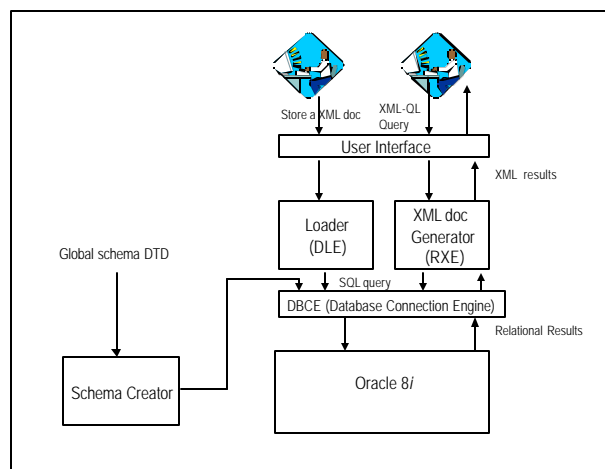 Store a XML doc
XML-QL
Query
User Interface
XML results
Loader
(DLE)
XML doc
Generator
(RXE)
Global schema DTD
SQL query
DBCE (Database Connection Engine)
Relational Results
Schema Creator
Oracle 8i